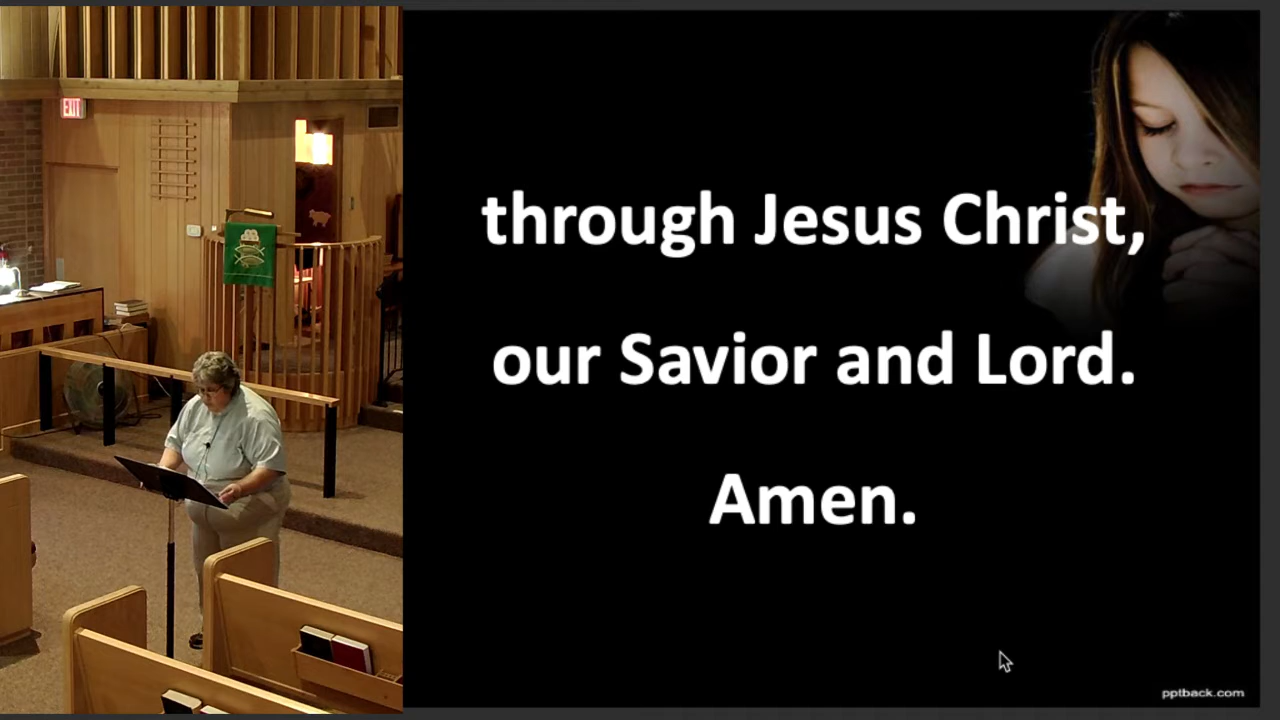 EXIT
through Jesus Christ,
our Savior and Lord.
Amen.
pptback.com